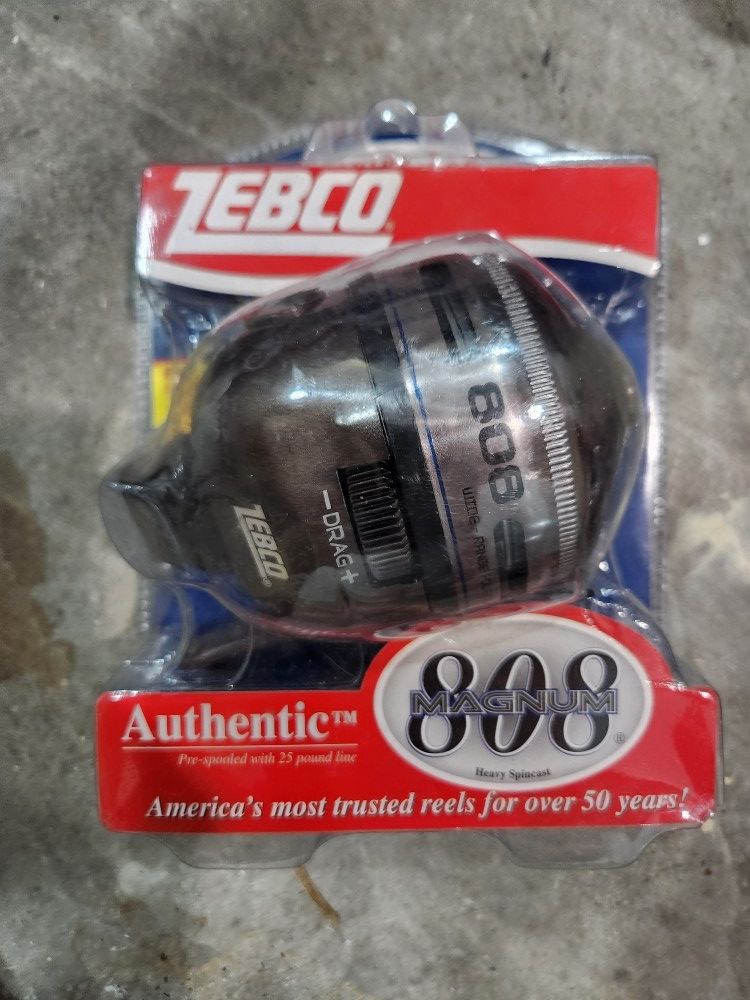 ZEBCO
808
ZEBCO®
– DRAG +
808
MAGNUM
®
Heavy Spincast
Authentic™
Pre-spooled with 25 pound line
America's most trusted reels for over 50 years!